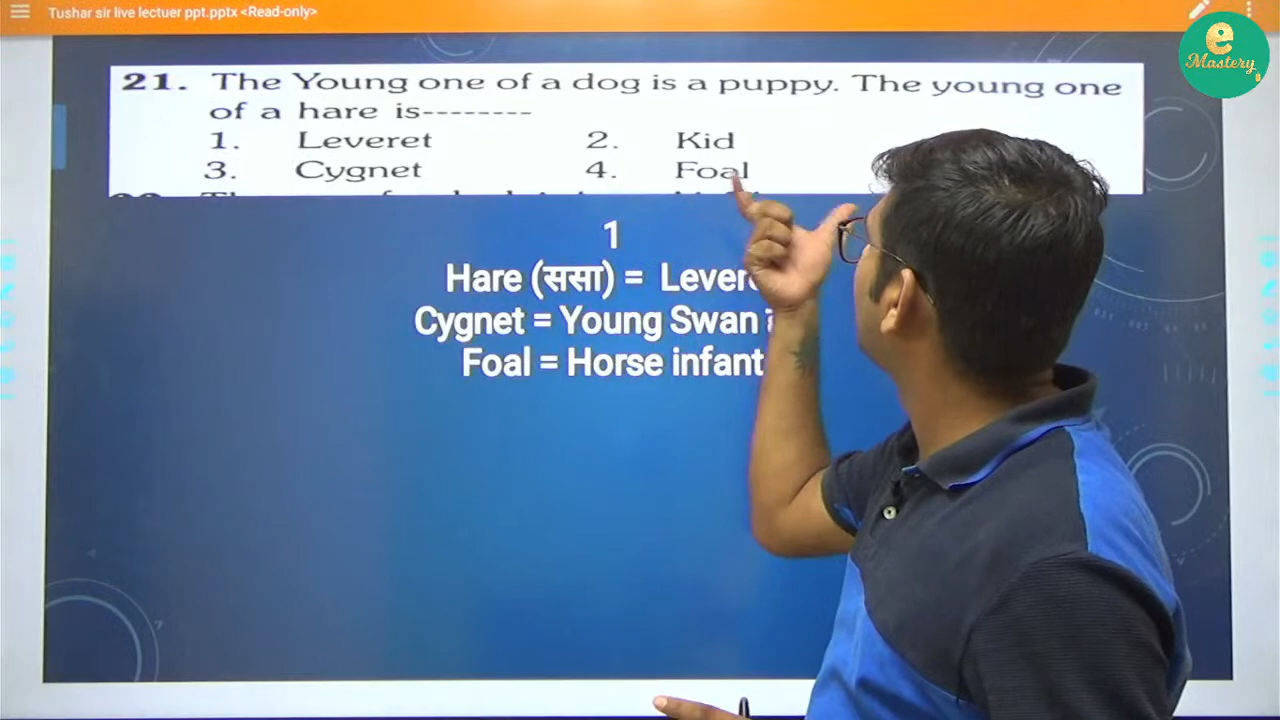 Tushar sir live lectuer ppt.pptx <Read-only>
e
Mastery
21. The Young one of a dog is a puppy. The young one
of a hare is--------
1. Leveret 2. Kid
3. Cygnet 4. Foal
1
Hare (ससा) = Levere
Cygnet = Young Swan
Foal = Horse infant